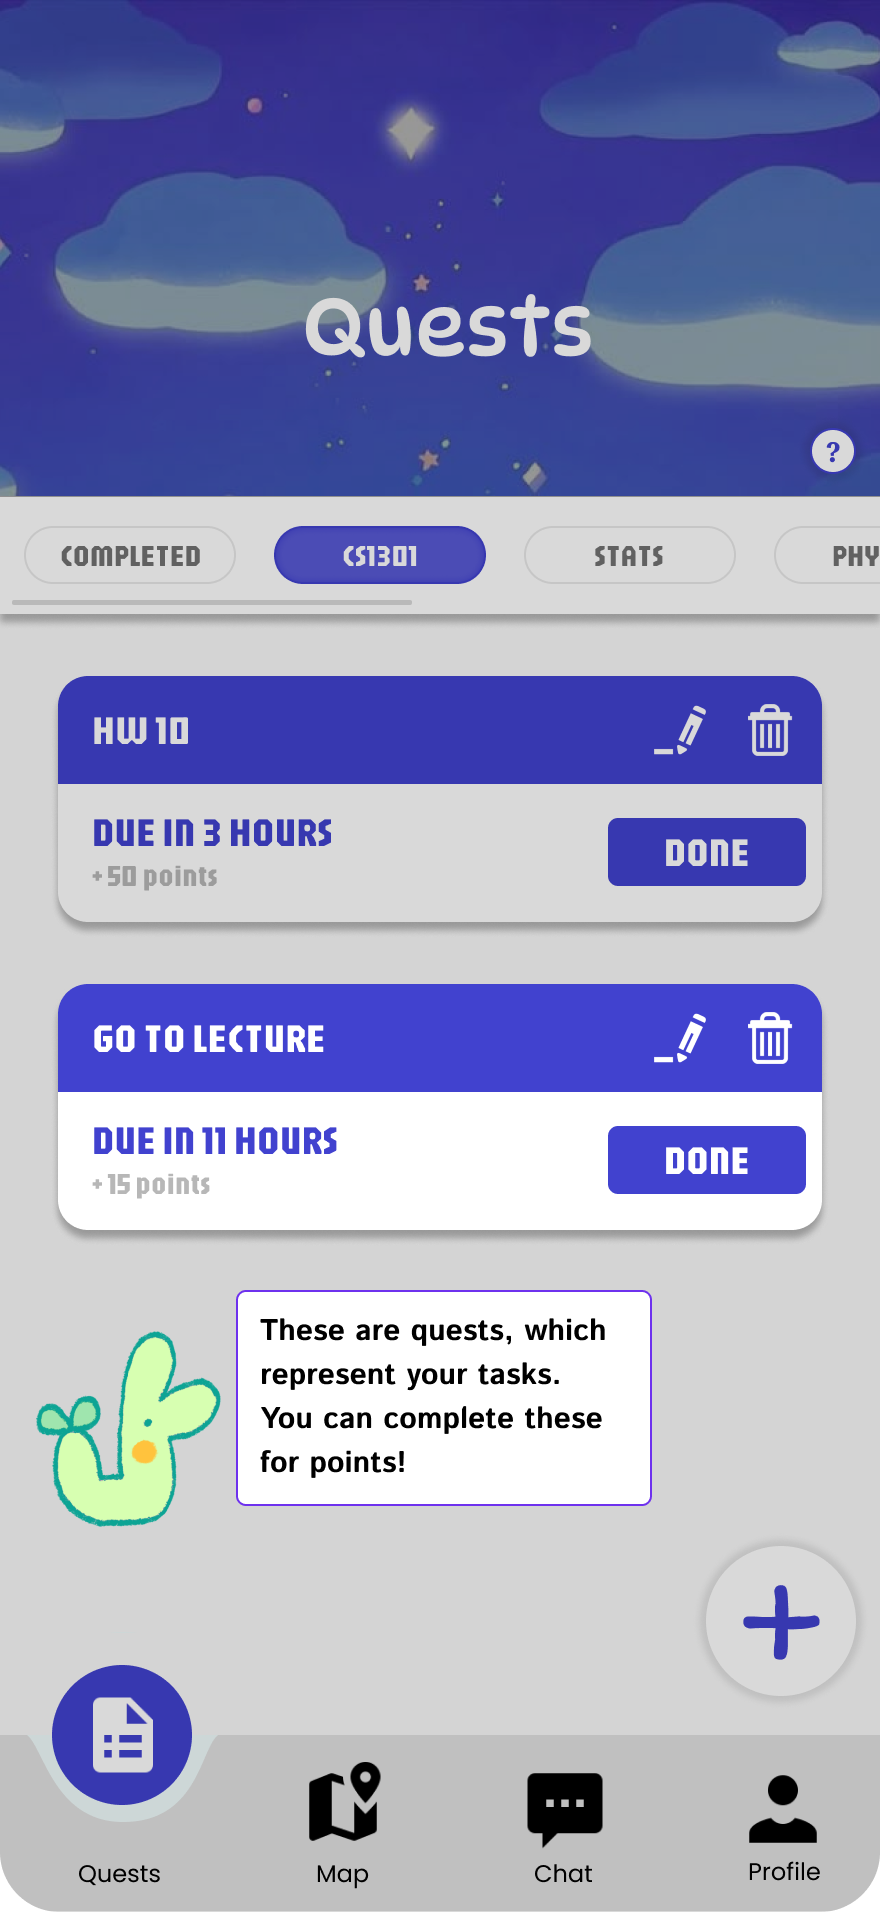 Quests
?
COMPLETED
CS1301
STATS
PHY
HW 10
DUE IN 3 HOURS
+50 points
DONE
GO TO LECTURE
DUE IN 11 HOURS
+15 points
DONE
These are quests, which
represent your tasks.
You can complete these
for points!
Quests
Map
Chat
Profile